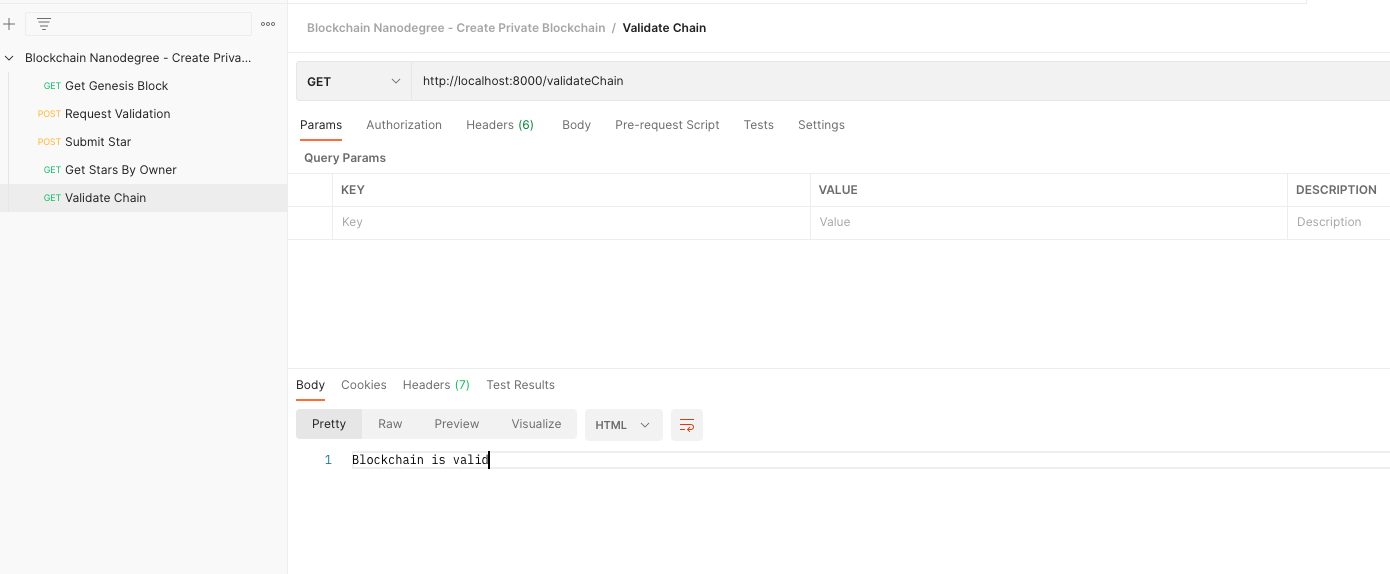 Blockchain Nanodegree - Create Priva...
GET Get Genesis Block
POST Request Validation
POST Submit Star
GET Get Stars By Owner
GET Validate Chain
Blockchain Nanodegree - Create Private Blockchain / Validate Chain
GET http://localhost:8000/validateChain
Params Authorization Headers (6) Body Pre-request Script Tests Settings
Query Params
KEY VALUE DESCRIPTION
Key Value Description
Body Cookies Headers (7) Test Results
Pretty Raw Preview Visualize HTML
1 Blockchain is valid